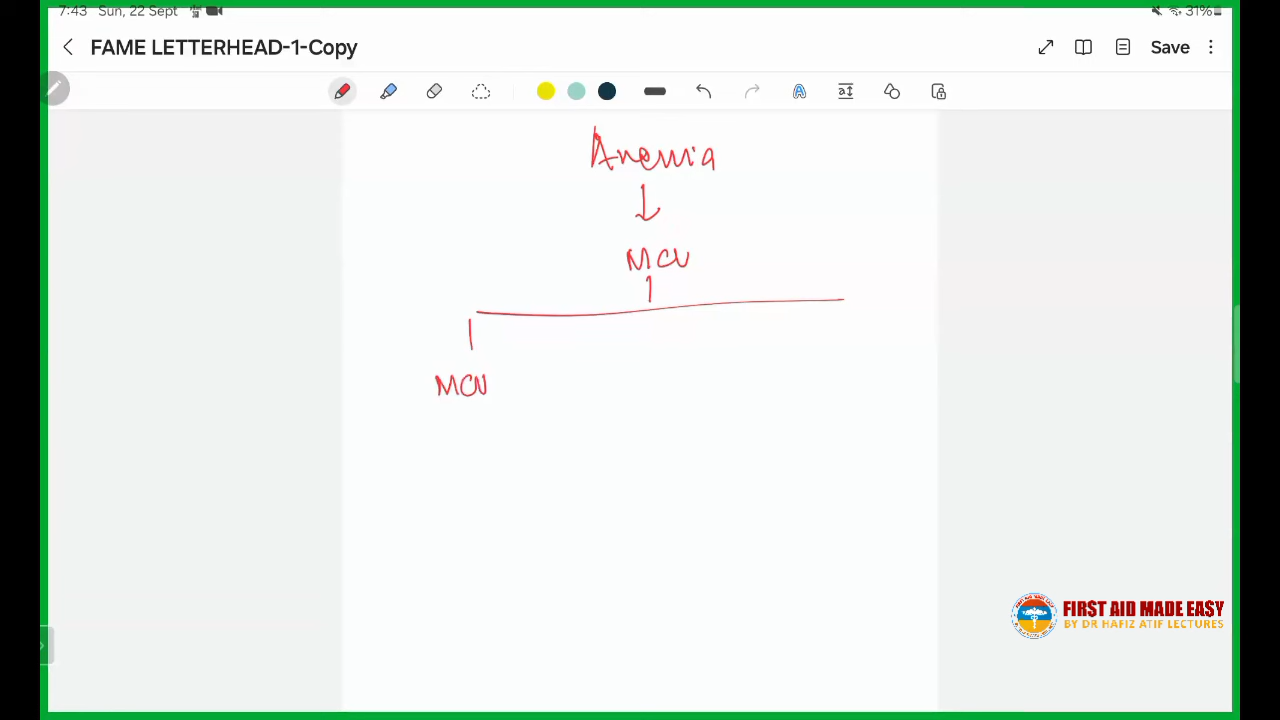 7:43 Sun, 22 Sept
31%
FAME LETTERHEAD-1-Copy
Save
Anemia
MCV
MCV
FIRST AID MADE EASY
BY DR HAFIZ ATIF LECTURES